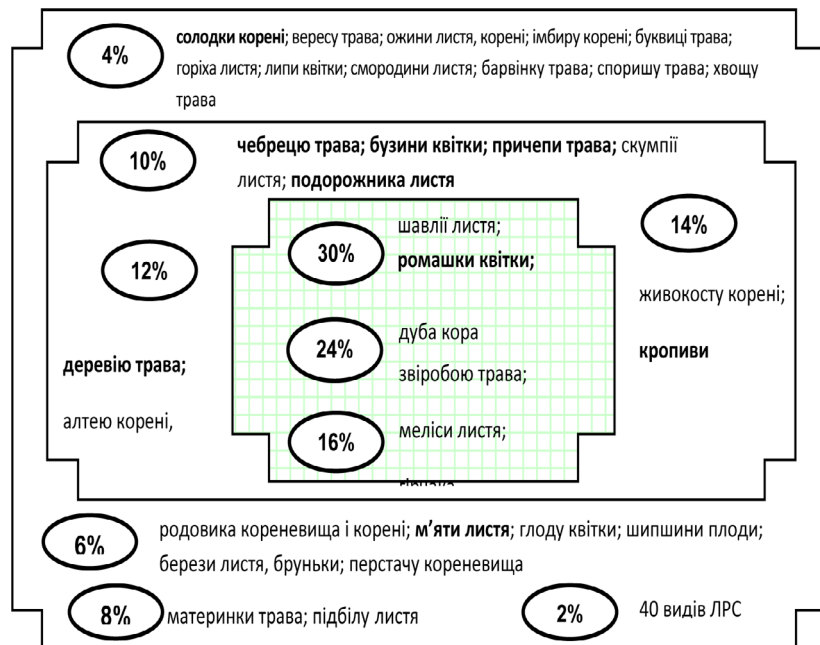 4%
солодки корені; вересу трава; ожини листя, корені; імбиру корені; буквиці трава;
горіха листя; липи квітки; смородини листя; барвінку трава; споришу трава; хвощу
трава
10%
чебрецю трава; бузини квітки; причепи трава; скумпії
листя; подорожника листя
12%
деревію трава;
алтею корені,
30%
шавлії листя;
ромашки квітки;
24%
дуба кора
звіробою трава;
16%
меліси листя;
14%
живокосту корені;
кропиви
6%
родовика кореневища і корені; м’яти листя; глоду квітки; шипшини плоди;
берези листя, бруньки; перстачу кореневища
8%
материнки трава; підбілу листя
2%
40 видів ЛРС